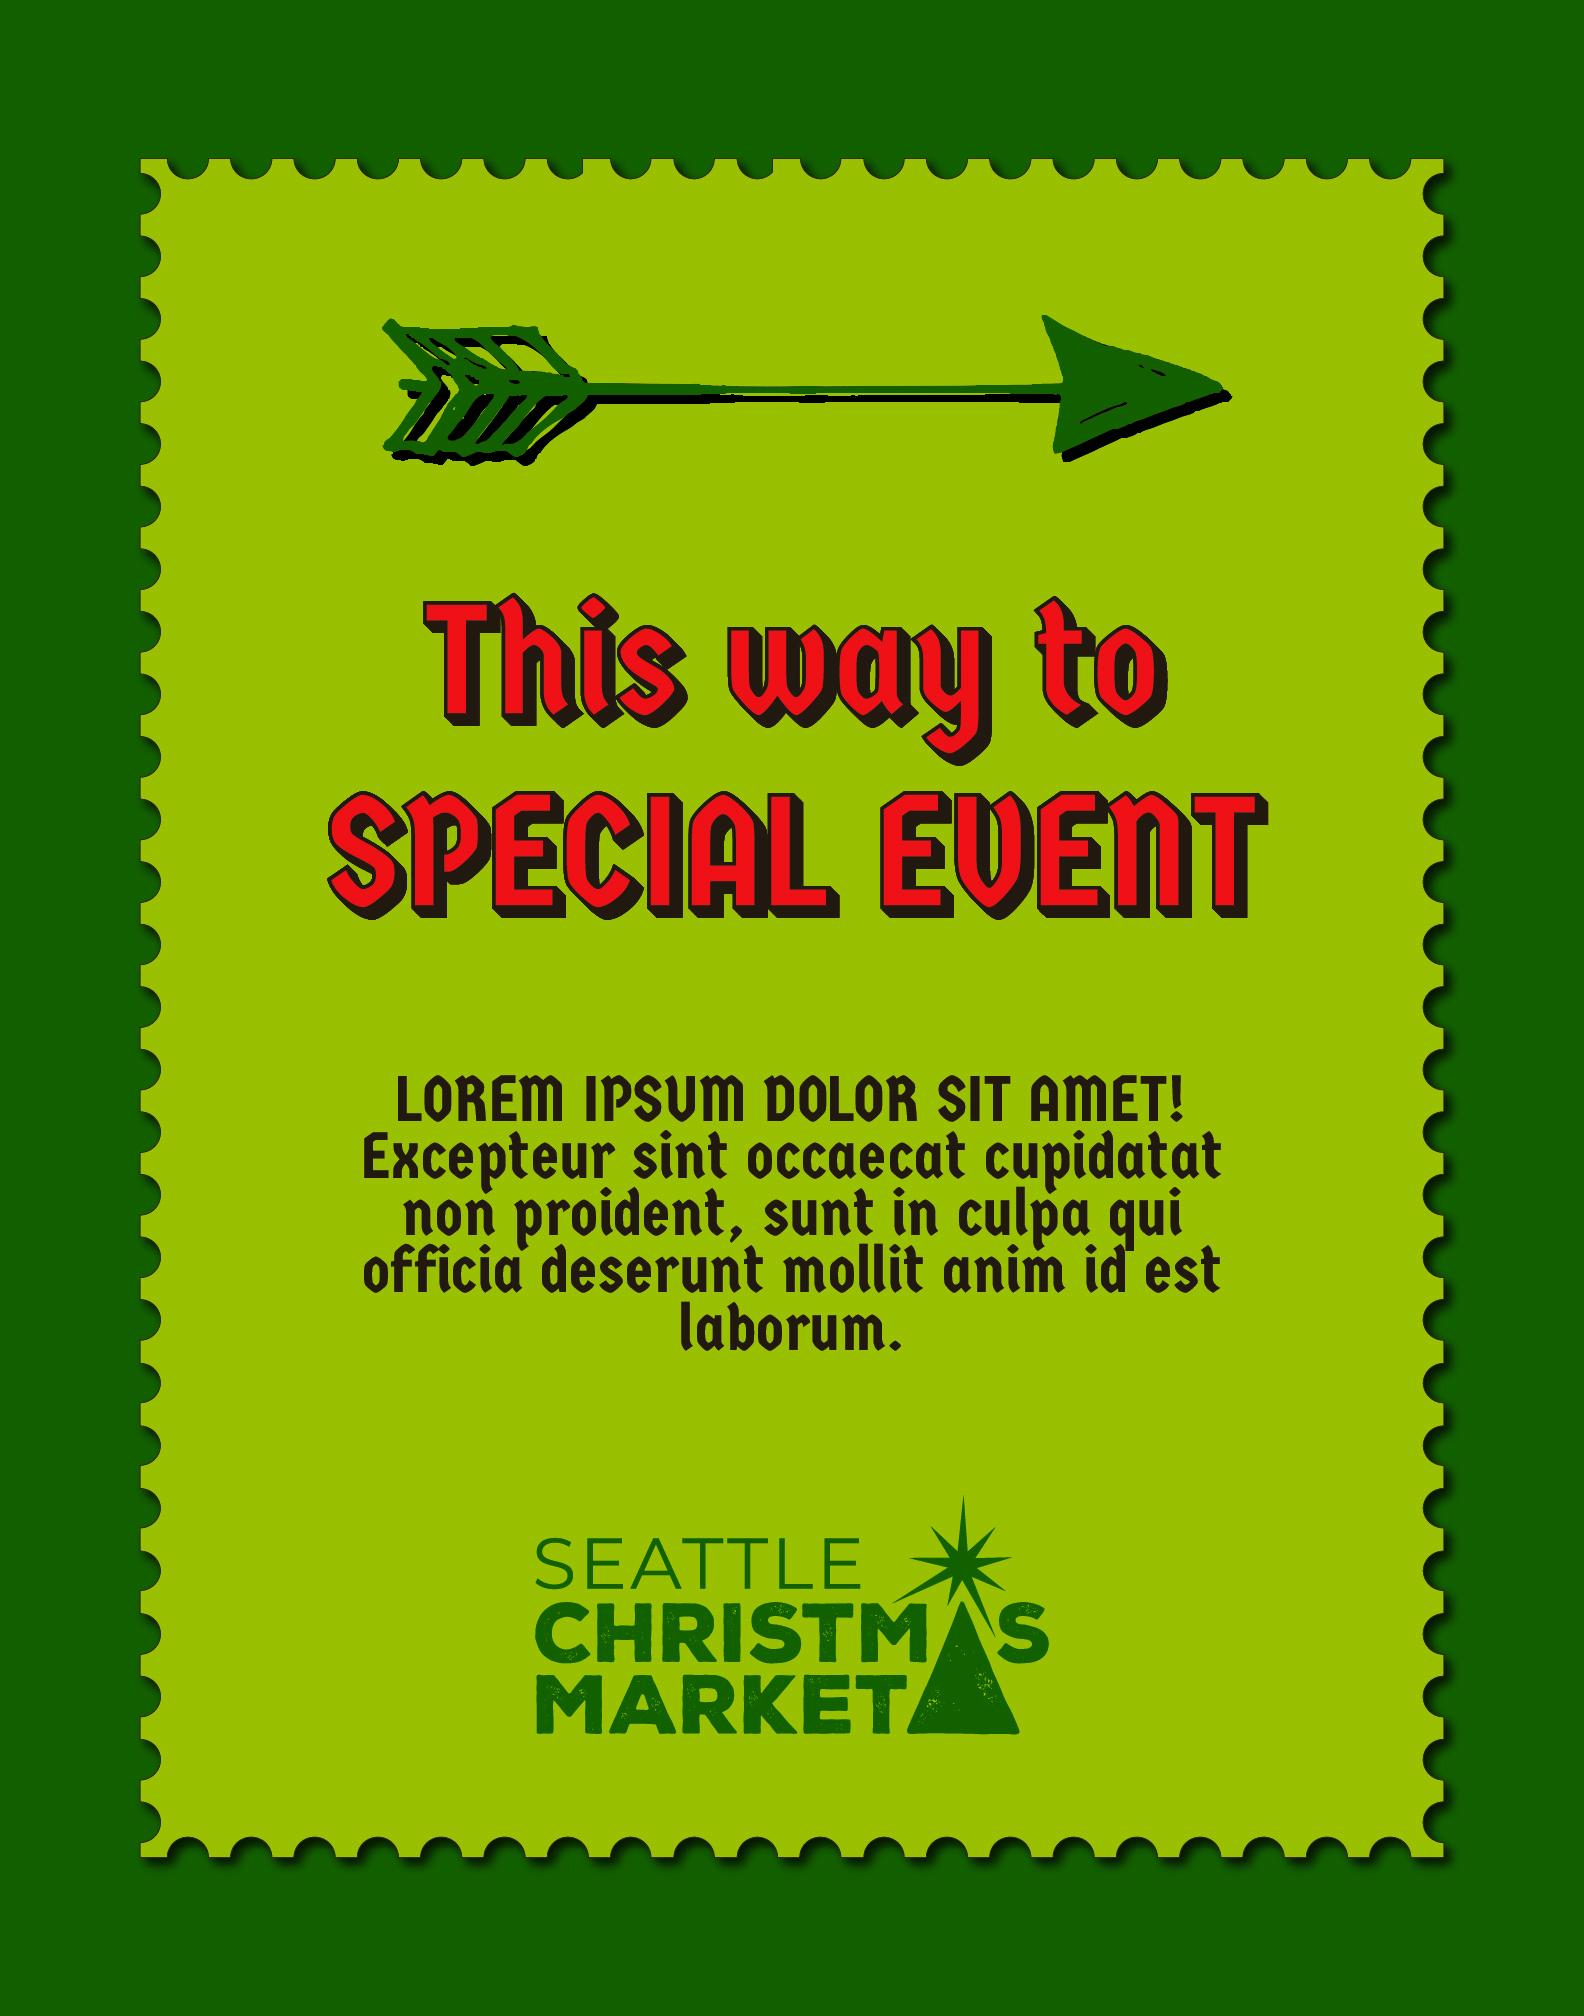 This way to
SPECIAL EVENT
LOREM IPSUM DOLOR SIT AMET!
Excepteur sint occaecat cupidatat
non proident, sunt in culpa qui
officia deserunt mollit anim id est
laborum.
SEATTLE
CHRISTMAS
MARKET